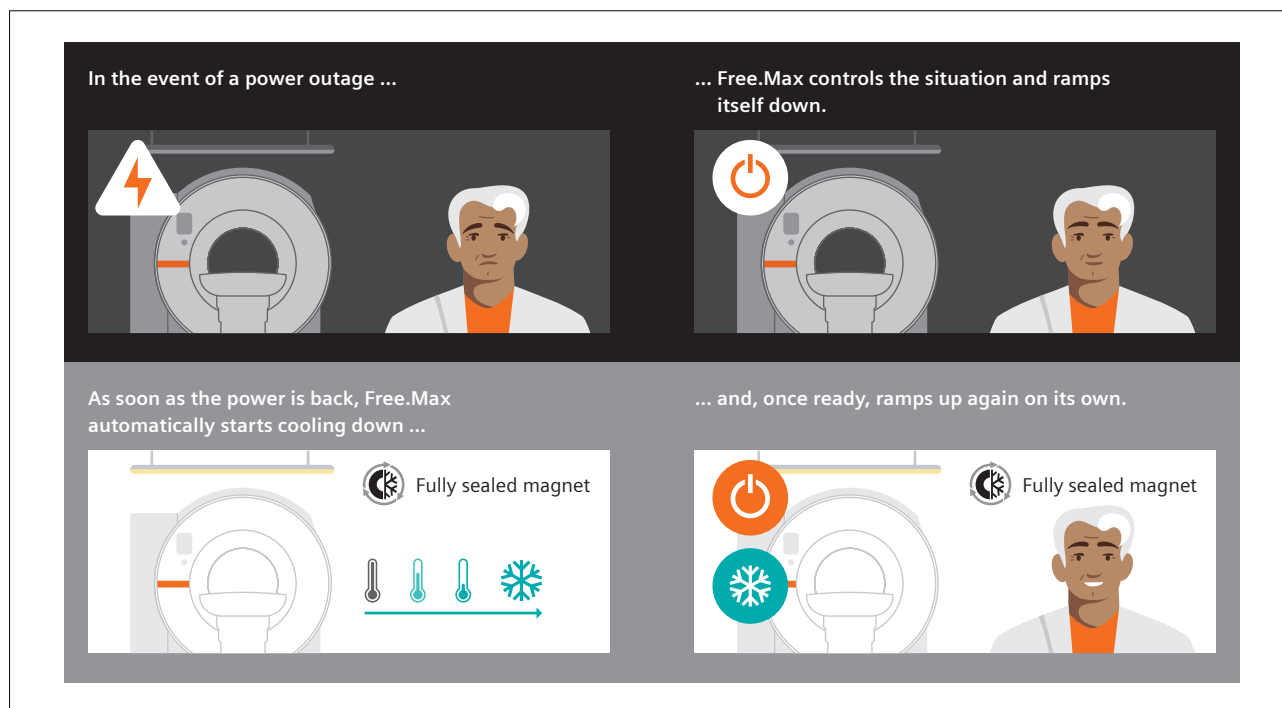 In the event of a power outage ...
... Free.Max controls the situation and ramps
itself down.
As soon as the power is back, Free.Max
automatically starts cooling down ...
Fully sealed magnet
... and, once ready, ramps up again on its own.
Fully sealed magnet